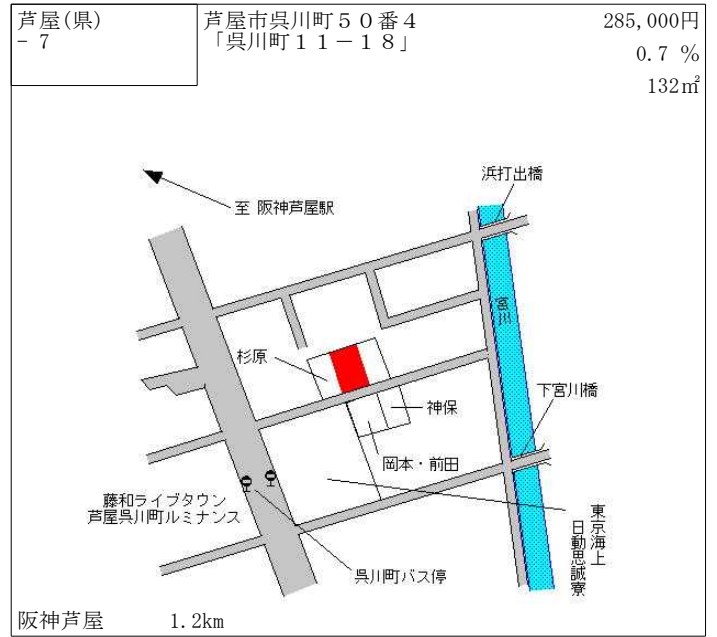 芦屋(県)
－７
芦屋市呉川町５０番４
「呉川町１１－１８」
285,000円
0.7 %
132㎡
浜打出橋
至 阪神芦屋駅
宮川
杉原
神保
下宮川橋
岡本・前田
藤和ライブタウン
芦屋呉川町ルミナンス
東京海上
日動思誠寮
呉川町バス停
阪神芦屋　1.2km